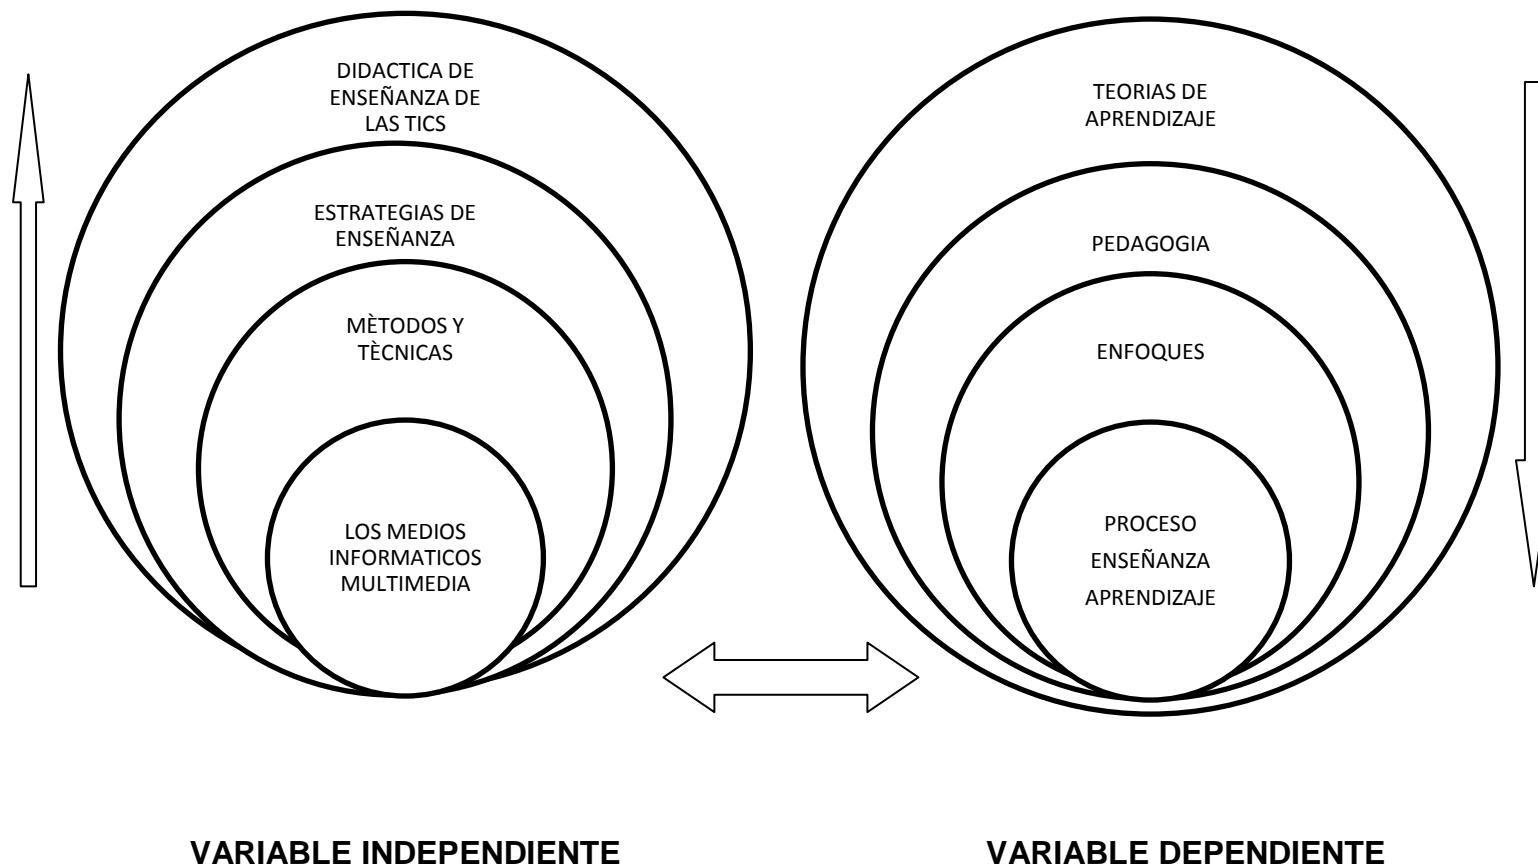 DIDACTICA DE
ENSEÑANZA DE
LAS TICS
ESTRATEGIAS DE
ENSEÑANZA
MÈTODOS Y
TÈCNICAS
LOS MEDIOS
INFORMATICOS
MULTIMEDIA
TEORIAS DE
APRENDIZAJE
PEDAGOGIA
ENFOQUES
PROCESO
ENSEÑANZA
APRENDIZAJE
VARIABLE INDEPENDIENTE
VARIABLE DEPENDIENTE